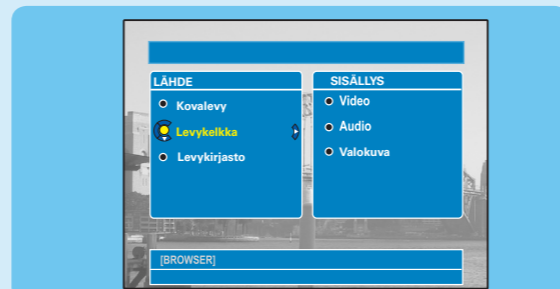 LÄHDE
Kovalevy
Levykelkka
Levykirjasto
SISÄLLYS
Video
Audio
Valokuva
[BROWSER]